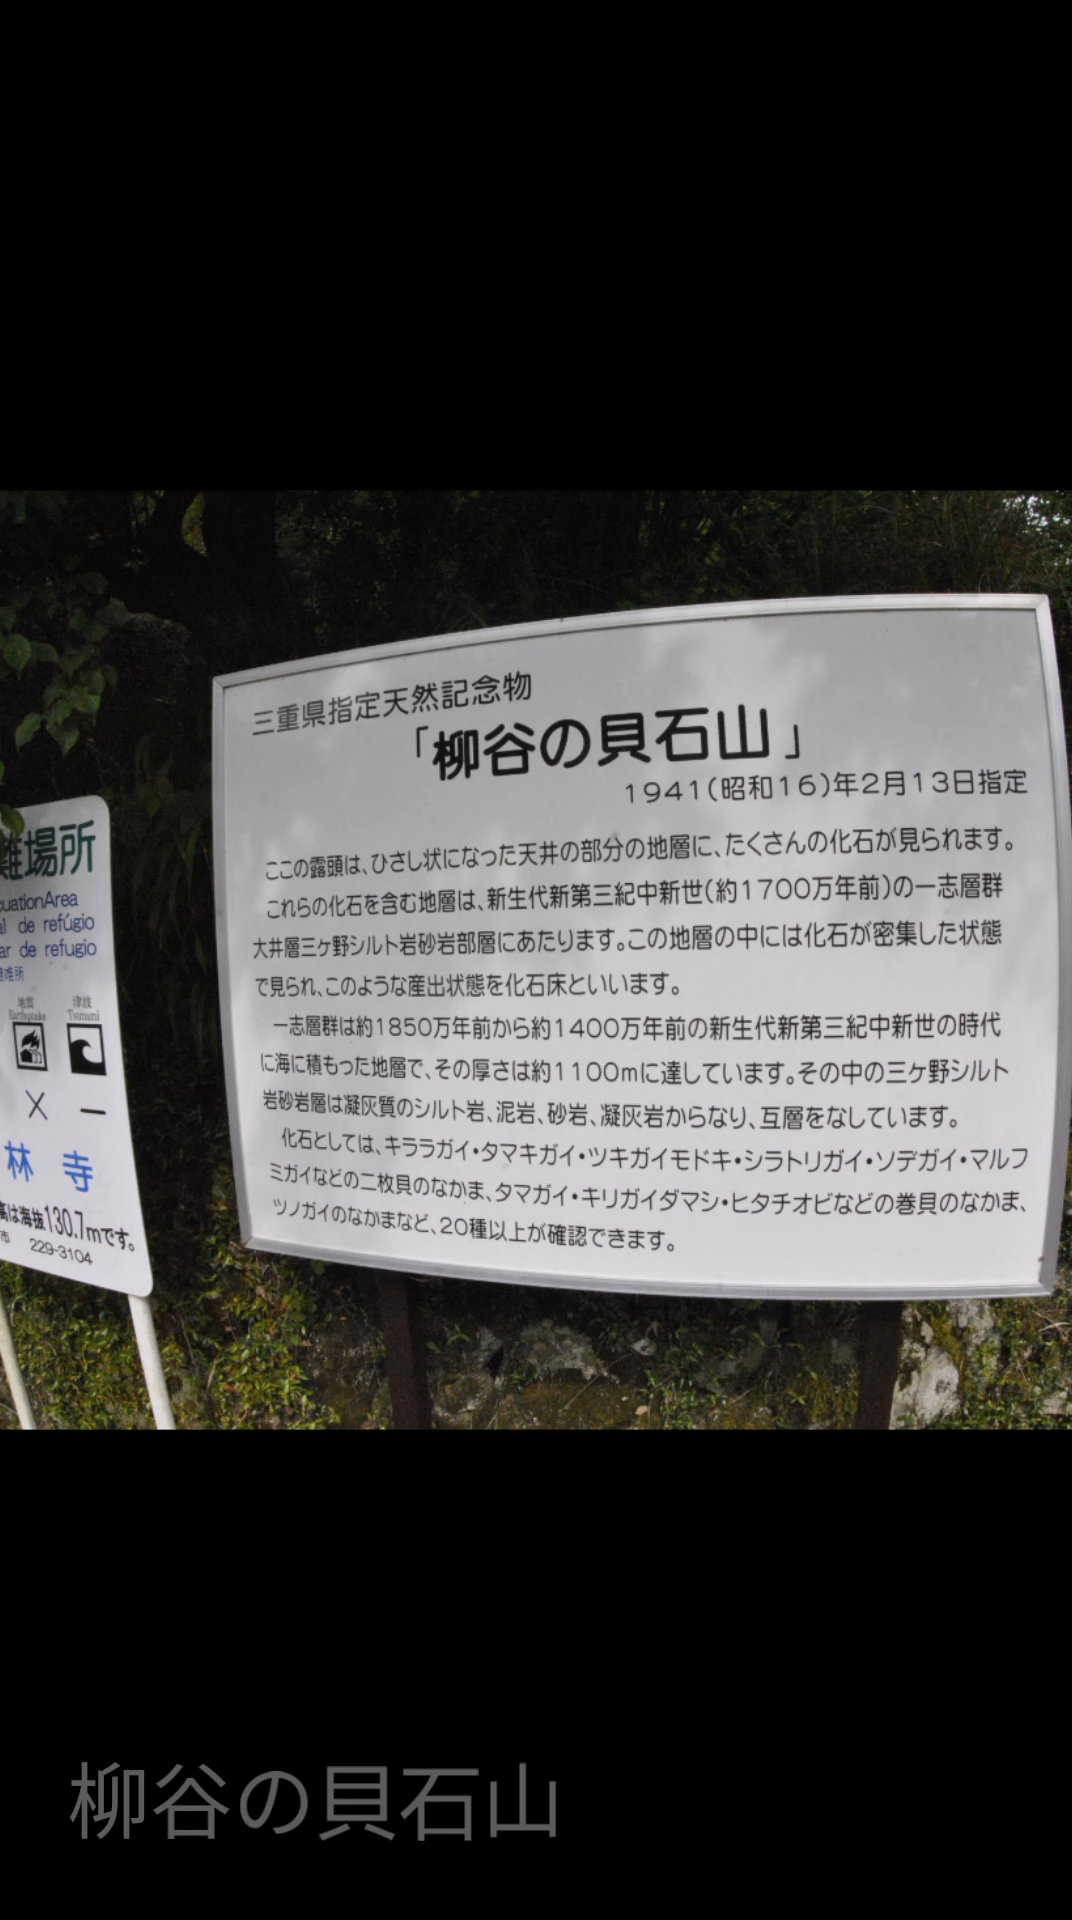 三重県指定天然記念物
「柳谷の貝石山」
1941(昭和16)年2月13日指定
ここの露頭は、ひさし状になった天井の部分の地層に、たくさんの化石が見られます。
これらの化石を含む地層は、新生代新第三紀中新世(約1700万年前)の一志層群
大井層三ヶ野シルト岩砂岩部層にあたります。この地層の中には化石が密集した状態
で見られ、このような産出状態を化石床といいます。
一志層群は約1850万年前から約1400万年前の新生代新第三紀中新世の時代
に海に積もった地層で、その厚さは約1100mに達しています。その中の三ヶ野シルト
岩砂岩層は凝灰質のシルト岩、泥岩、砂岩、凝灰岩からなり、互層をなしています。
化石としては、キララガイ・タマキガイ・ツキガイモドキ・シラトリガイ・ソデガイ・マルフ
ミガイなどの二枚貝のなかま、タマガイ・キリガイダマシ・ヒタチオビなどの巻貝のなかま、
ツノガイのなかまなど、20種以上が確認できます。
難場所
cuationArea
al de refúgio
ar de refugio
難所
地震 津波
Earthquake Tsunami
× ー
林寺
高は海抜130.7mです。
市 229-3104
柳谷の貝石山